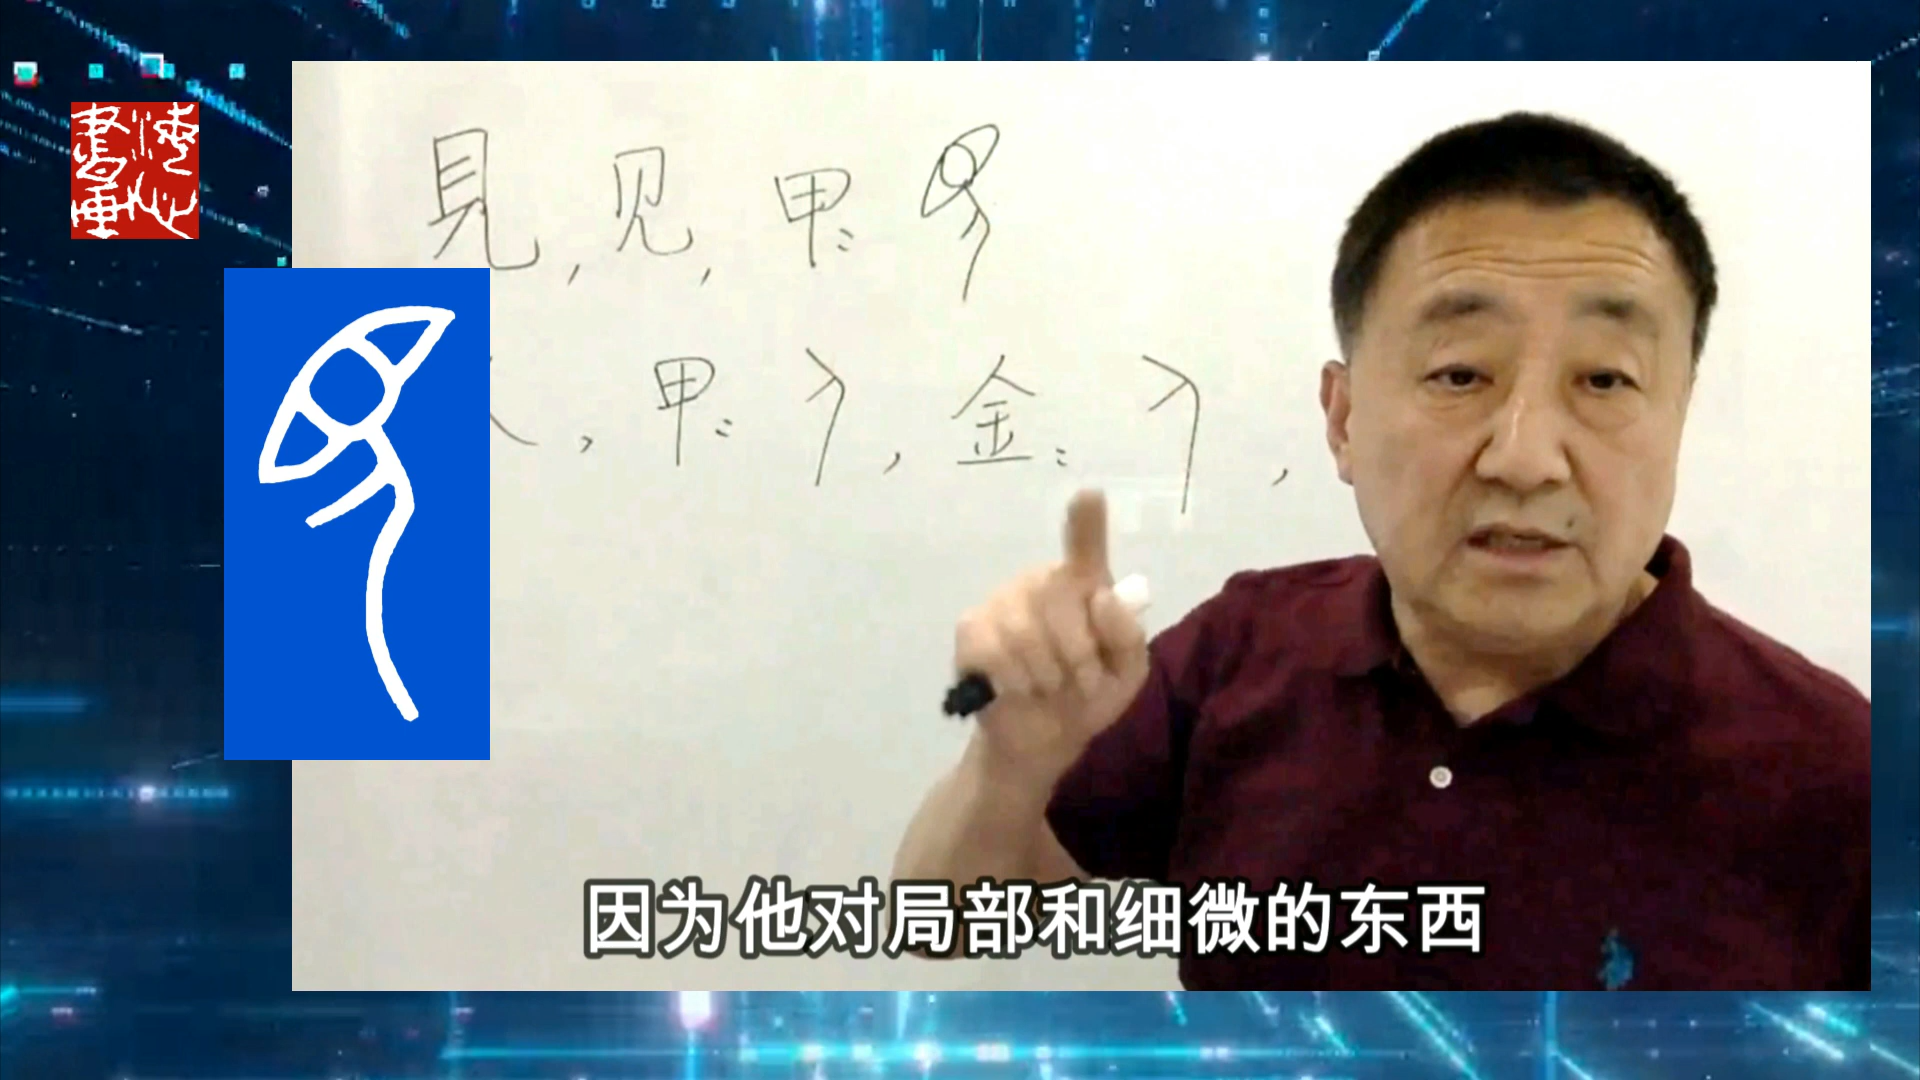 見，见，甲：
，甲：，金：，
因为他对局部和细微的东西